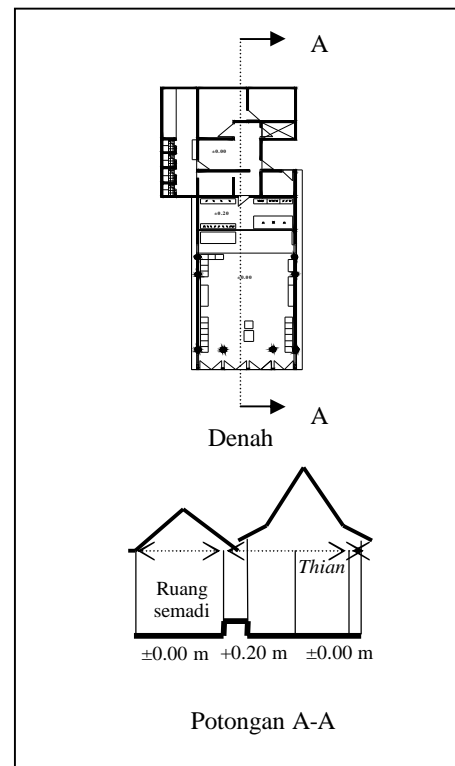 A
±0.00
±0.20
±0.00
A
Denah
Thian
Ruang
semadi
±0.00 m +0.20 m ±0.00 m
Potongan A-A